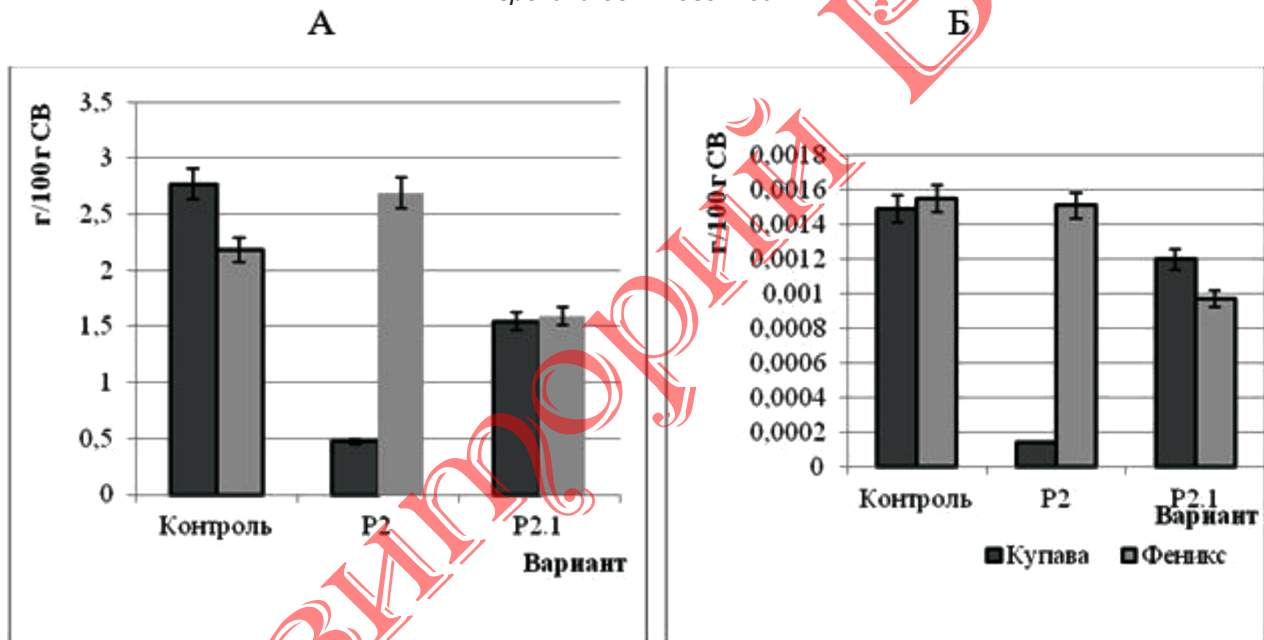 А
г/100г СВ
3,5
3
2,5
2
1,5
1
0,5
0
Контроль
Р2
Р2.1
Вариант
Б
г/100г СВ
0,0018
0,0016
0,0014
0,0012
0,001
0,0008
0,0006
0,0004
0,0002
0
Контроль
Р2
Р2.1
Вариант
Купава
Феникс